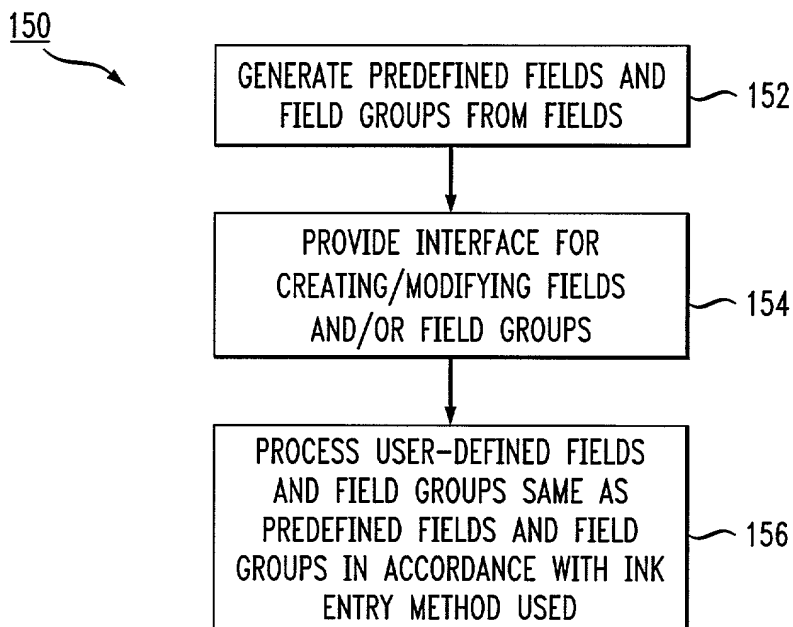 150
GENERATE PREDEFINED FIELDS AND
FIELD GROUPS FROM FIELDS
152
PROVIDE INTERFACE FOR
CREATING/MODIFYING FIELDS
AND/OR FIELD GROUPS
154
PROCESS USER-DEFINED FIELDS
AND FIELD GROUPS SAME AS
PREDEFINED FIELDS AND FIELD
GROUPS IN ACCORDANCE WITH INK
ENTRY METHOD USED
156